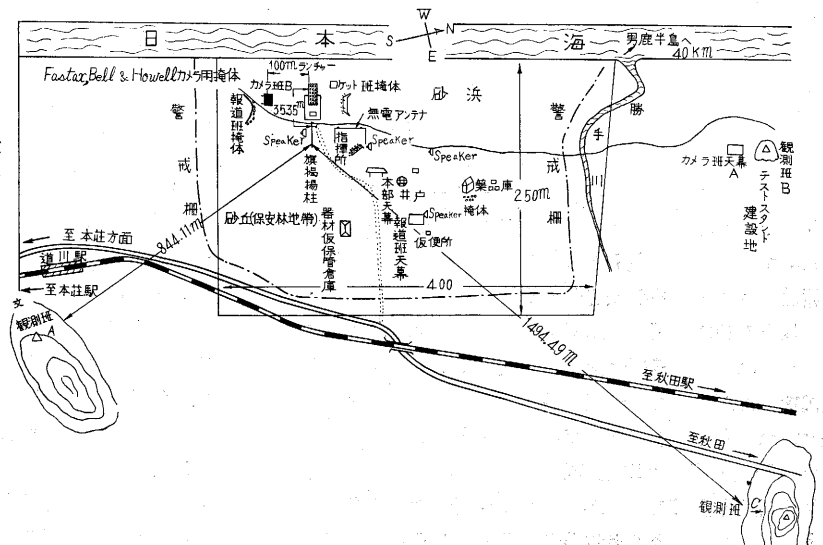 日本海
W
S
N
E
男鹿半島へ
40KM
100mランチャー
Fastax,Bell & Howellカメラ用掩体
カメラ班B
ロケット班掩体
砂浜
35.35m
無電アンテナ
報道班掩体
警戒柵
Speaker
指揮所
Speaker
Speaker
警戒柵
勝手川
カメラ班天幕
A
観測班B
テストスタンド
建設地
旗掲揚柱
本部天幕
井戸
薬品庫
掩体
250m
砂丘(保安林地帯)
器材仮保管倉庫
報道班天幕
Speaker
仮便所
844.11m
至本荘方面
道川駅
至本荘駅
400
文
観測班
A
1494.49m
至秋田駅
至秋田
観測班 C